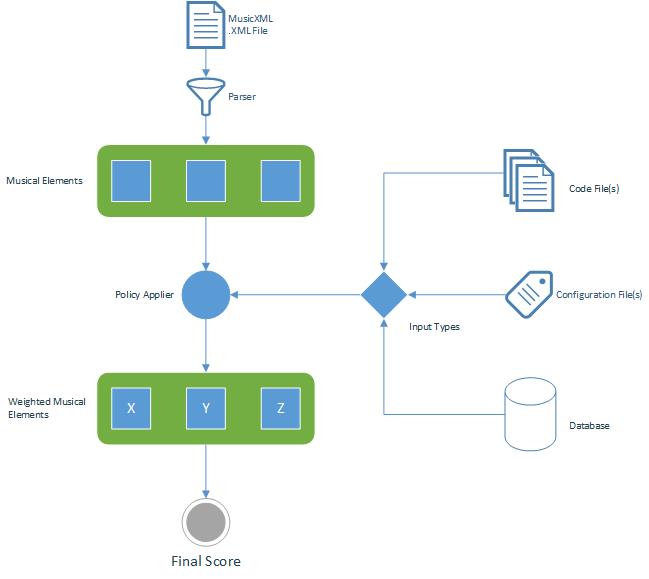 MusicXML
.XML File
Parser
Musical Elements
Code File(s)
Policy Applier
Configuration File(s)
Input Types
Weighted Musical
Elements
X
Y
Z
Database
Final Score